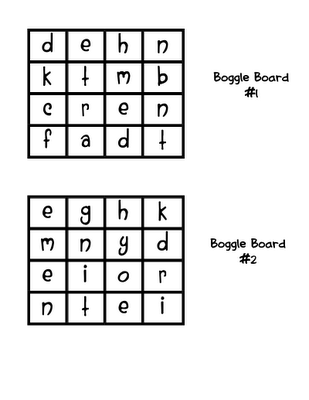 d e h n
k t m b
c r e n
f a d t
Boggle Board
#1
e g h k
m n y d
e i o r
n t e i
Boggle Board
#2